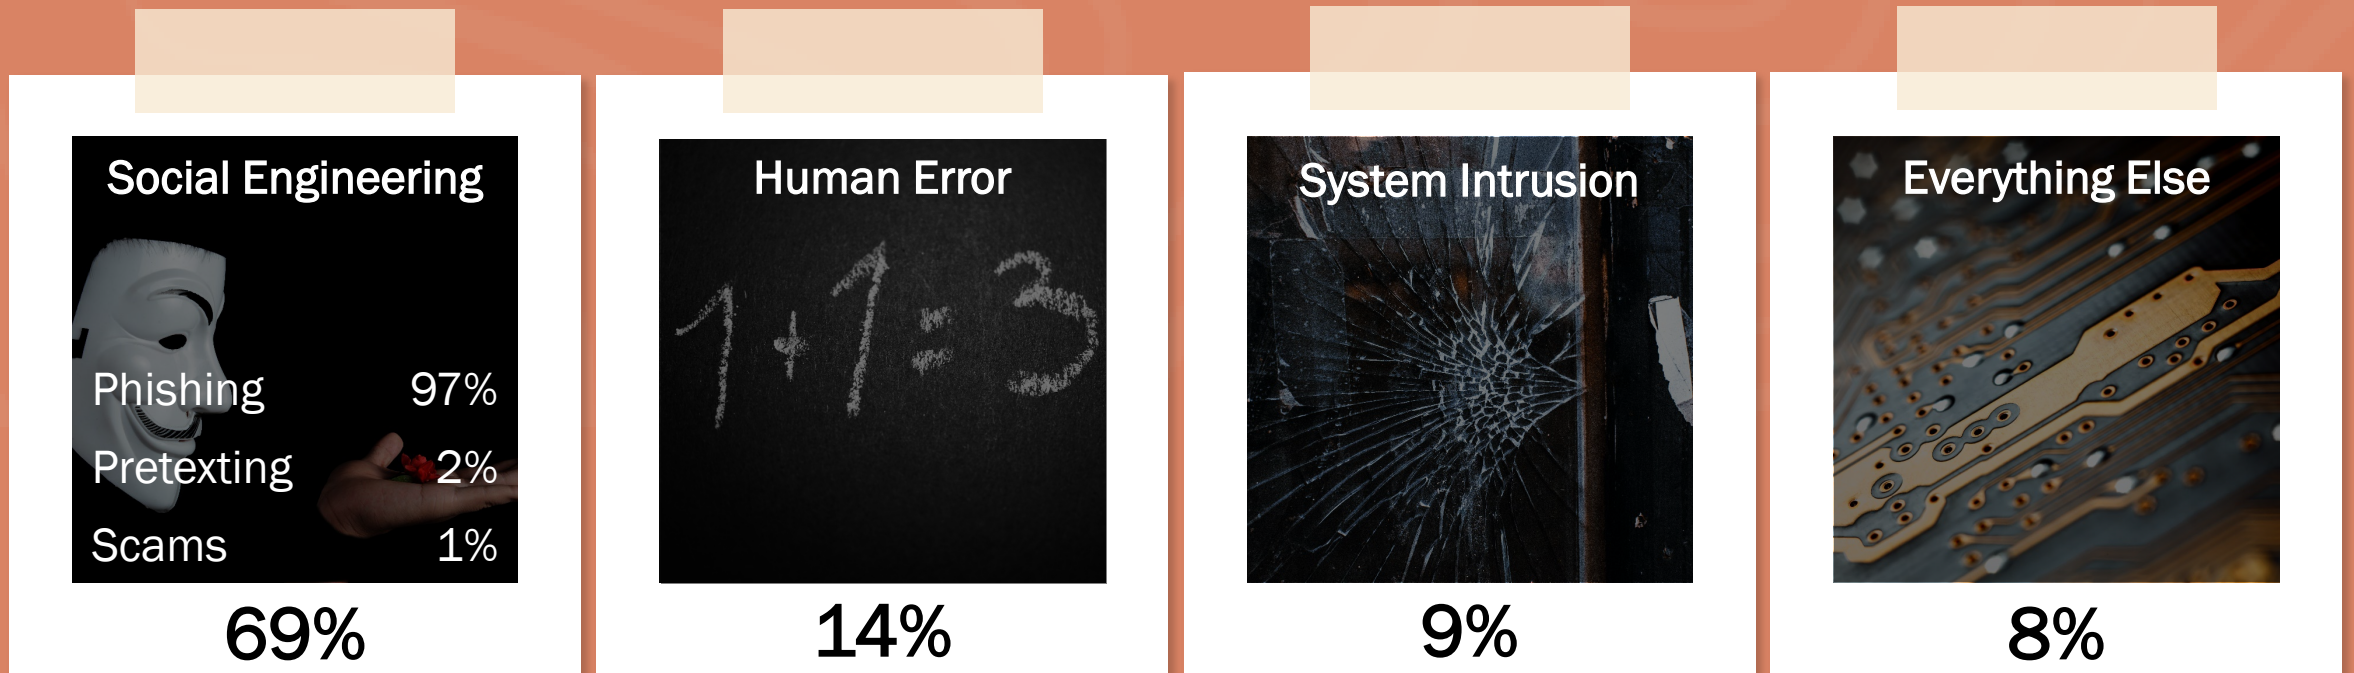 Social Engineering
Phishing 97%
Pretexting 2%
Scams 1%
69%
Human Error
1+1=3
14%
System Intrusion
9%
Everything Else
8%